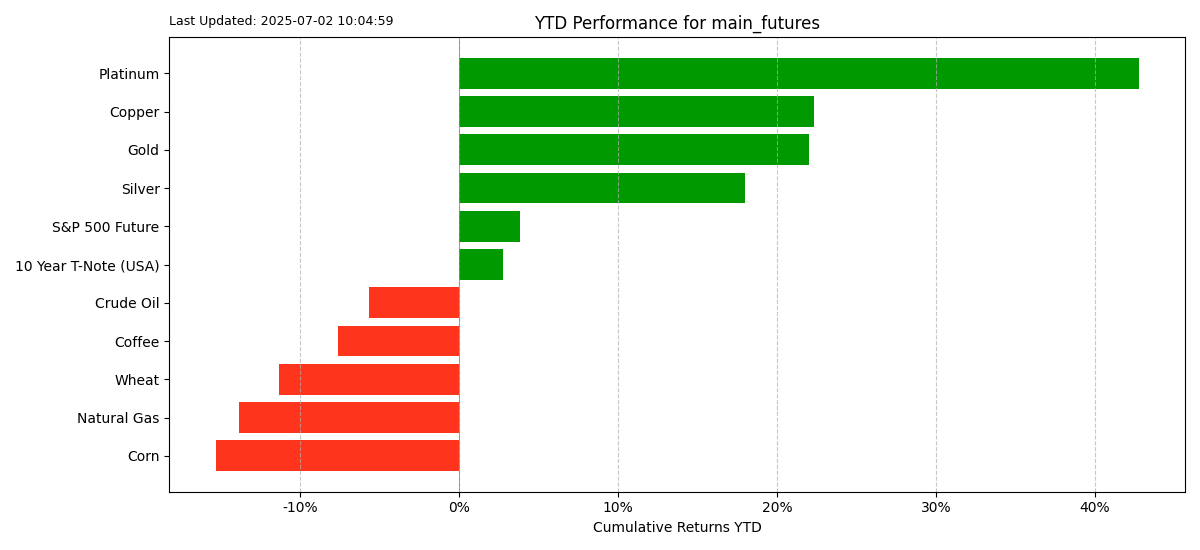 Last Updated: 2025-07-02 10:04:59
YTD Performance for main_futures
Platinum
Copper
Gold
Silver
S&P 500 Future
10 Year T-Note (USA)
Crude Oil
Coffee
Wheat
Natural Gas
Corn
-10% 0% 10% 20% 30% 40%
Cumulative Returns YTD